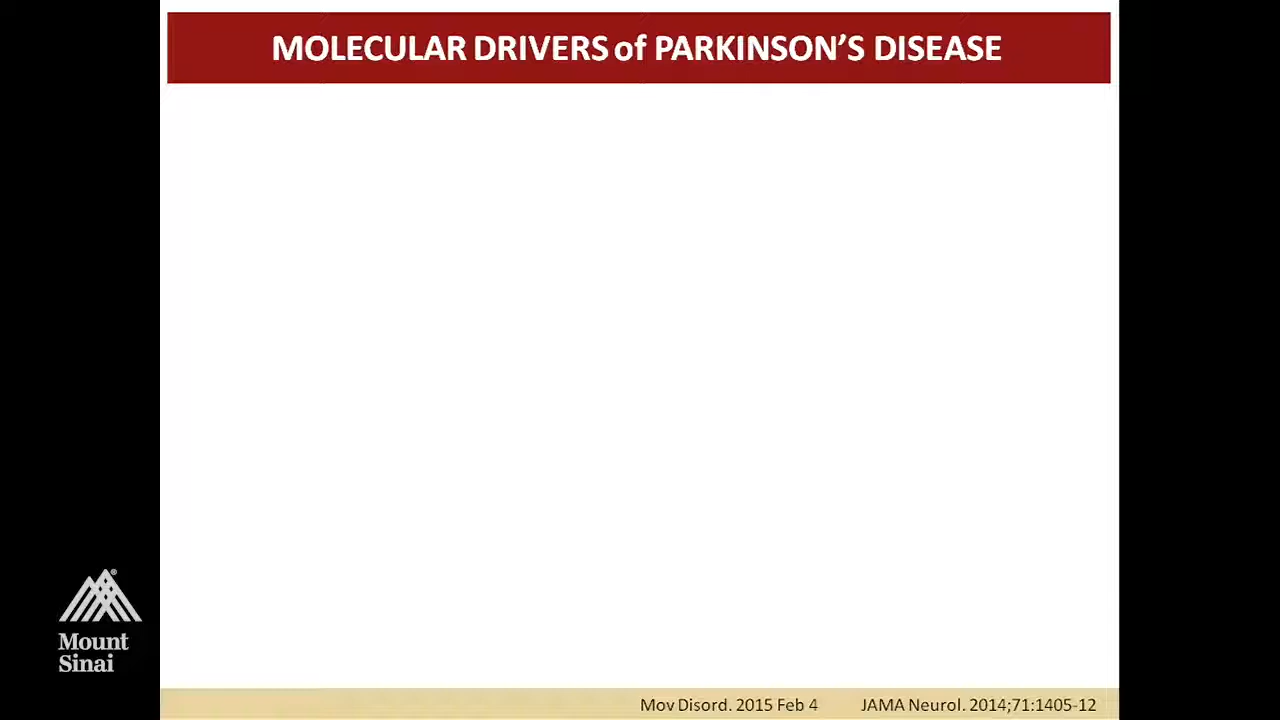 MOLECULAR DRIVERS of PARKINSON'S DISEASE
Mount
Sinai
Mov Disord. 2015 Feb 4 JAMA Neurol. 2014;71:1405-12